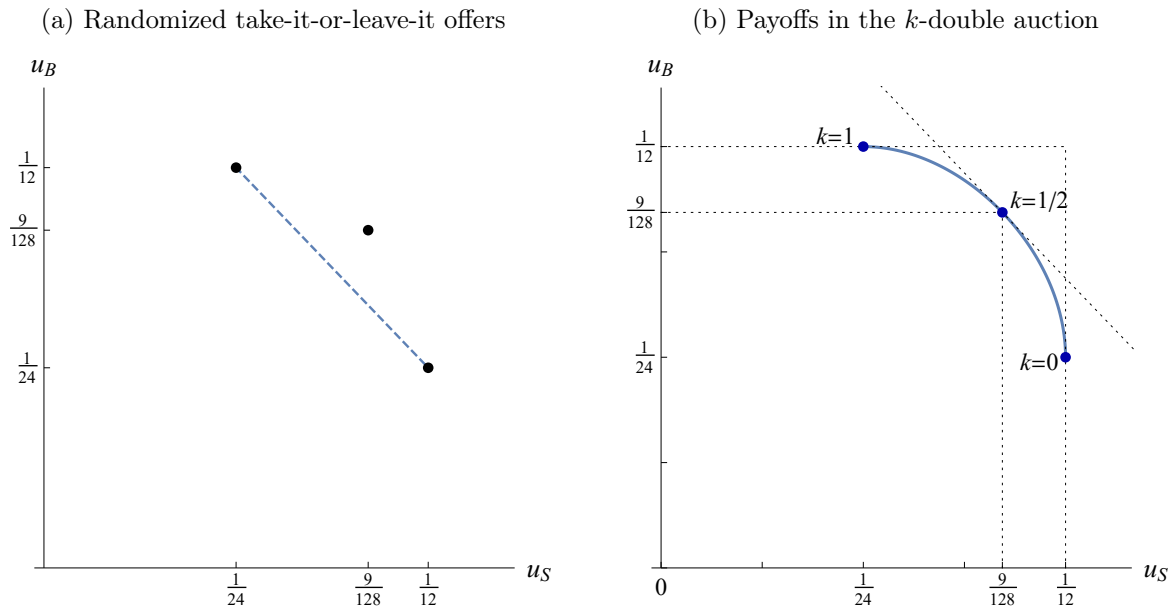 (a) Randomized take-it-or-leave-it offers
u_B
1/12
9/128
1/24
1/24
9/128
1/12
u_S
(b) Payoffs in the k-double auction
u_B
1/12
9/128
1/24
k=1
k=1/2
k=0
0
1/24
9/128
1/12
u_S